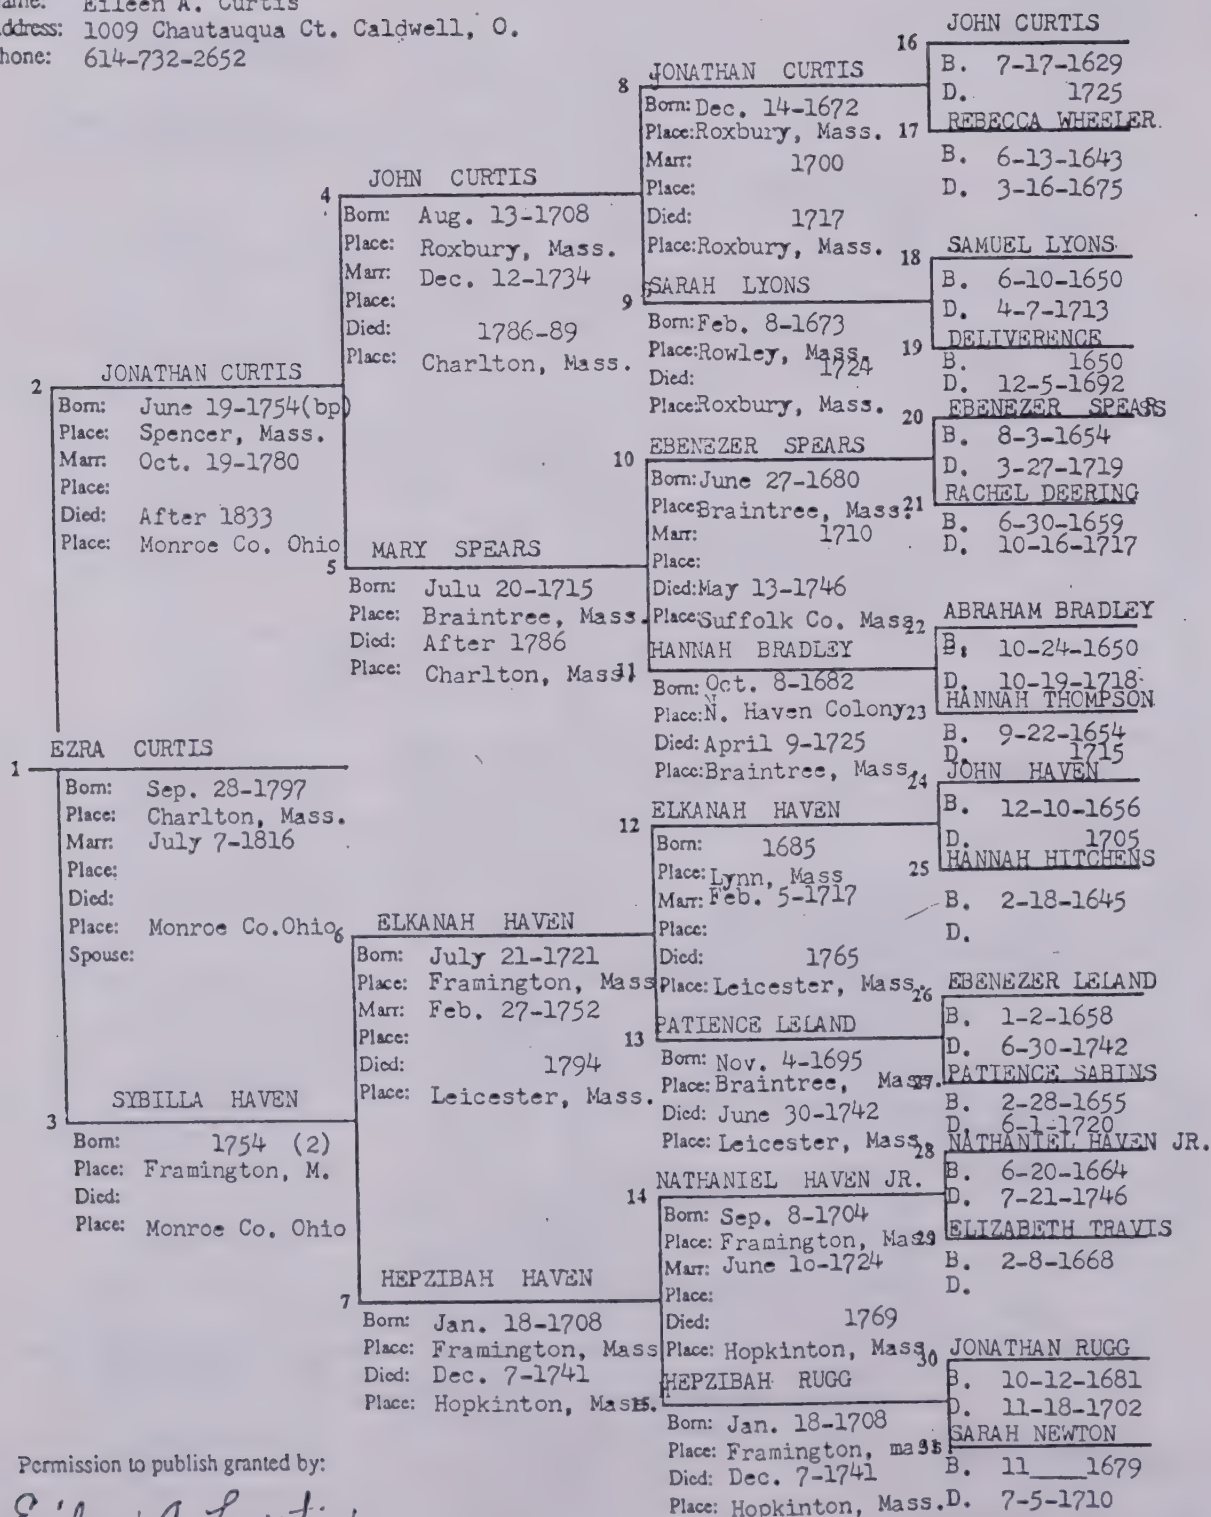 Name: Eileen A. Curtis
Address: 1009 Chautauqua Ct. Caldwell, O.
Phone: 614-732-2652
16 JOHN CURTIS
B. 7-17-1629
D. 1725
17 REBECCA WHEELER
B. 6-13-1643
D. 3-16-1675
8 JONATHAN CURTIS
Born: Dec. 14-1672
Place: Roxbury, Mass.
Marr: 1700
Place:
Died: 1717
Place: Roxbury, Mass.
18 SAMUEL LYONS
B. 6-10-1650
D. 4-7-1713
19 DELIVERENCE
B. 1650
D. 12-5-1692
9 SARAH LYONS
Born: Feb. 8-1673
Place: Rowley, Mass.
Died: 1724
Place: Roxbury, Mass.
4 JOHN CURTIS
Born: Aug. 13-1708
Place: Roxbury, Mass.
Marr: Dec. 12-1734
Place:
Died: 1786-89
Place: Charlton, Mass.
20 EBENEZER SPEARS
B. 8-3-1654
D. 3-27-1719
21 RACHEL DEERING
B. 6-30-1659
D. 10-16-1717
10 EBENEZER SPEARS
Born: June 27-1680
Place: Braintree, Mass.
Marr: 1710
Place:
Died: May 13-1746
Place: Suffolk Co. Mass
22 ABRAHAM BRADLEY
B. 10-24-1650
D. 10-19-1718
23 HANNAH THOMPSON
B. 9-22-1654
D. 1715
11 HANNAH BRADLEY
Born: Oct. 8-1682
Place: N. Haven Colony
Died: April 9-1725
Place: Braintree, Mass.
5 MARY SPEARS
Born: Julu 20-1715
Place: Braintree, Mass.
Died: After 1786
Place: Charlton, Mass.
2 JONATHAN CURTIS
Born: June 19-1754(bp)
Place: Spencer, Mass.
Marr: Oct. 19-1780
Place:
Died: After 1833
Place: Monroe Co. Ohio
1 EZRA CURTIS
Born: Sep. 28-1797
Place: Charlton, Mass.
Marr: July 7-1816
Place:
Died:
Place: Monroe Co.Ohio
Spouse:
24 JOHN HAVEN
B. 12-10-1656
D. 1705
25 HANNAH HITCHENS
B. 2-18-1645
D.
12 ELKANAH HAVEN
Born: 1685
Place: Lynn, Mass
Marr: Feb. 5-1717
Place:
Died: 1765
Place: Leicester, Mass.
26 EBENEZER LELAND
B. 1-2-1658
D. 6-30-1742
27 PATIENCE SABINS
B. 2-28-1655
D. 6-1-1720
13 PATIENCE LELAND
Born: Nov. 4-1695
Place: Braintree, Mass.
Died: June 30-1742
Place: Leicester, Mass.
6 ELKANAH HAVEN
Born: July 21-1721
Place: Framington, Mass
Marr: Feb. 27-1752
Place:
Died: 1794
Place: Leicester, Mass.
3 SYBILLA HAVEN
Born: 1754 (2)
Place: Framington, M.
Died:
Place: Monroe Co. Ohio
28 NATHANIEL HAVEN JR.
B. 6-20-1664
D. 7-21-1746
29 ELIZABETH TRAVIS
B. 2-8-1668
D.
14 NATHANIEL HAVEN JR.
Born: Sep. 8-1704
Place: Framington, Mass
Marr: June 10-1724
Place:
Died: 1769
Place: Hopkinton, Mass.
30 JONATHAN RUGG
B. 10-12-1681
D. 11-18-1702
31 SARAH NEWTON
B. 11___1679
D. 7-5-1710
15. HEPZIBAH RUGG
Born: Jan. 18-1708
Place: Framington, mass
Died: Dec. 7-1741
Place: Hopkinton, Mass.
7 HEPZIBAH HAVEN
Born: Jan. 18-1708
Place: Framington, Mass
Died: Dec. 7-1741
Place: Hopkinton, Mass.
Permission to publish granted by:
Eileen A Curtis